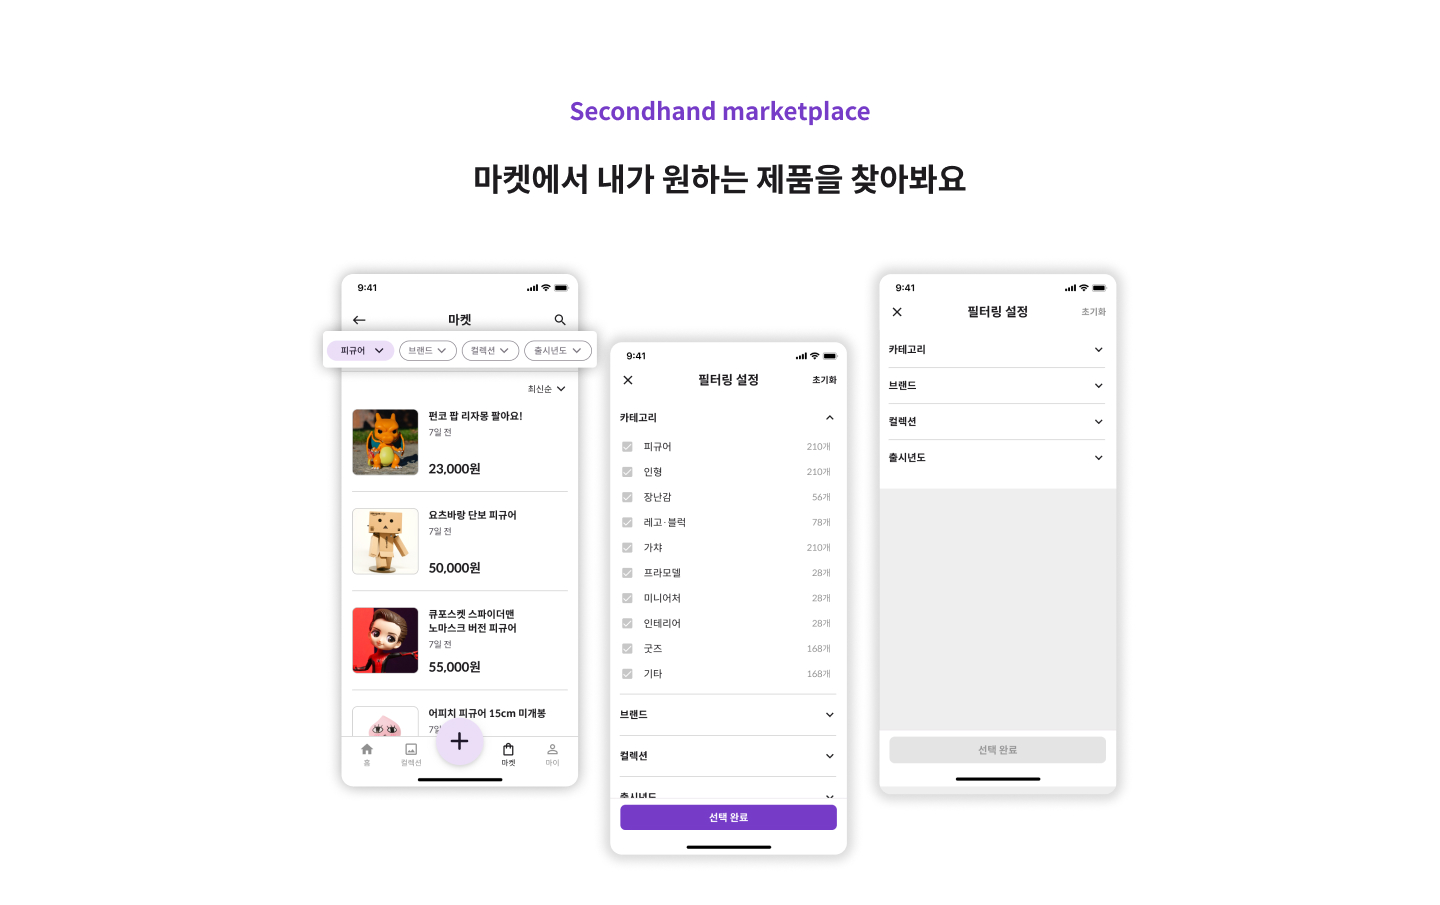 Secondhand marketplace
마켓에서 내가 원하는 제품을 찾아봐요
9:41
마켓
피규어
브랜드
컬렉션
출시년도
최신순
펀코 팝 리자몽 팔아요!
7일 전
23,000원
요츠바랑 단보 피규어
7일 전
50,000원
큐포스켓 스파이더맨
노마스크 버전 피규어
7일 전
55,000원
어피치 피규어 15cm 미개봉
7일
홈
컬렉션
마켓
마이
9:41
필터링 설정
초기화
카테고리
피규어
210개
인형
210개
장난감
56개
레고 · 블럭
78개
가챠
210개
프라모델
28개
미니어처
28개
인테리어
28개
굿즈
168개
기타
168개
브랜드
컬렉션
출시년도
선택 완료
9:41
필터링 설정
초기화
카테고리
브랜드
컬렉션
출시년도
선택 완료